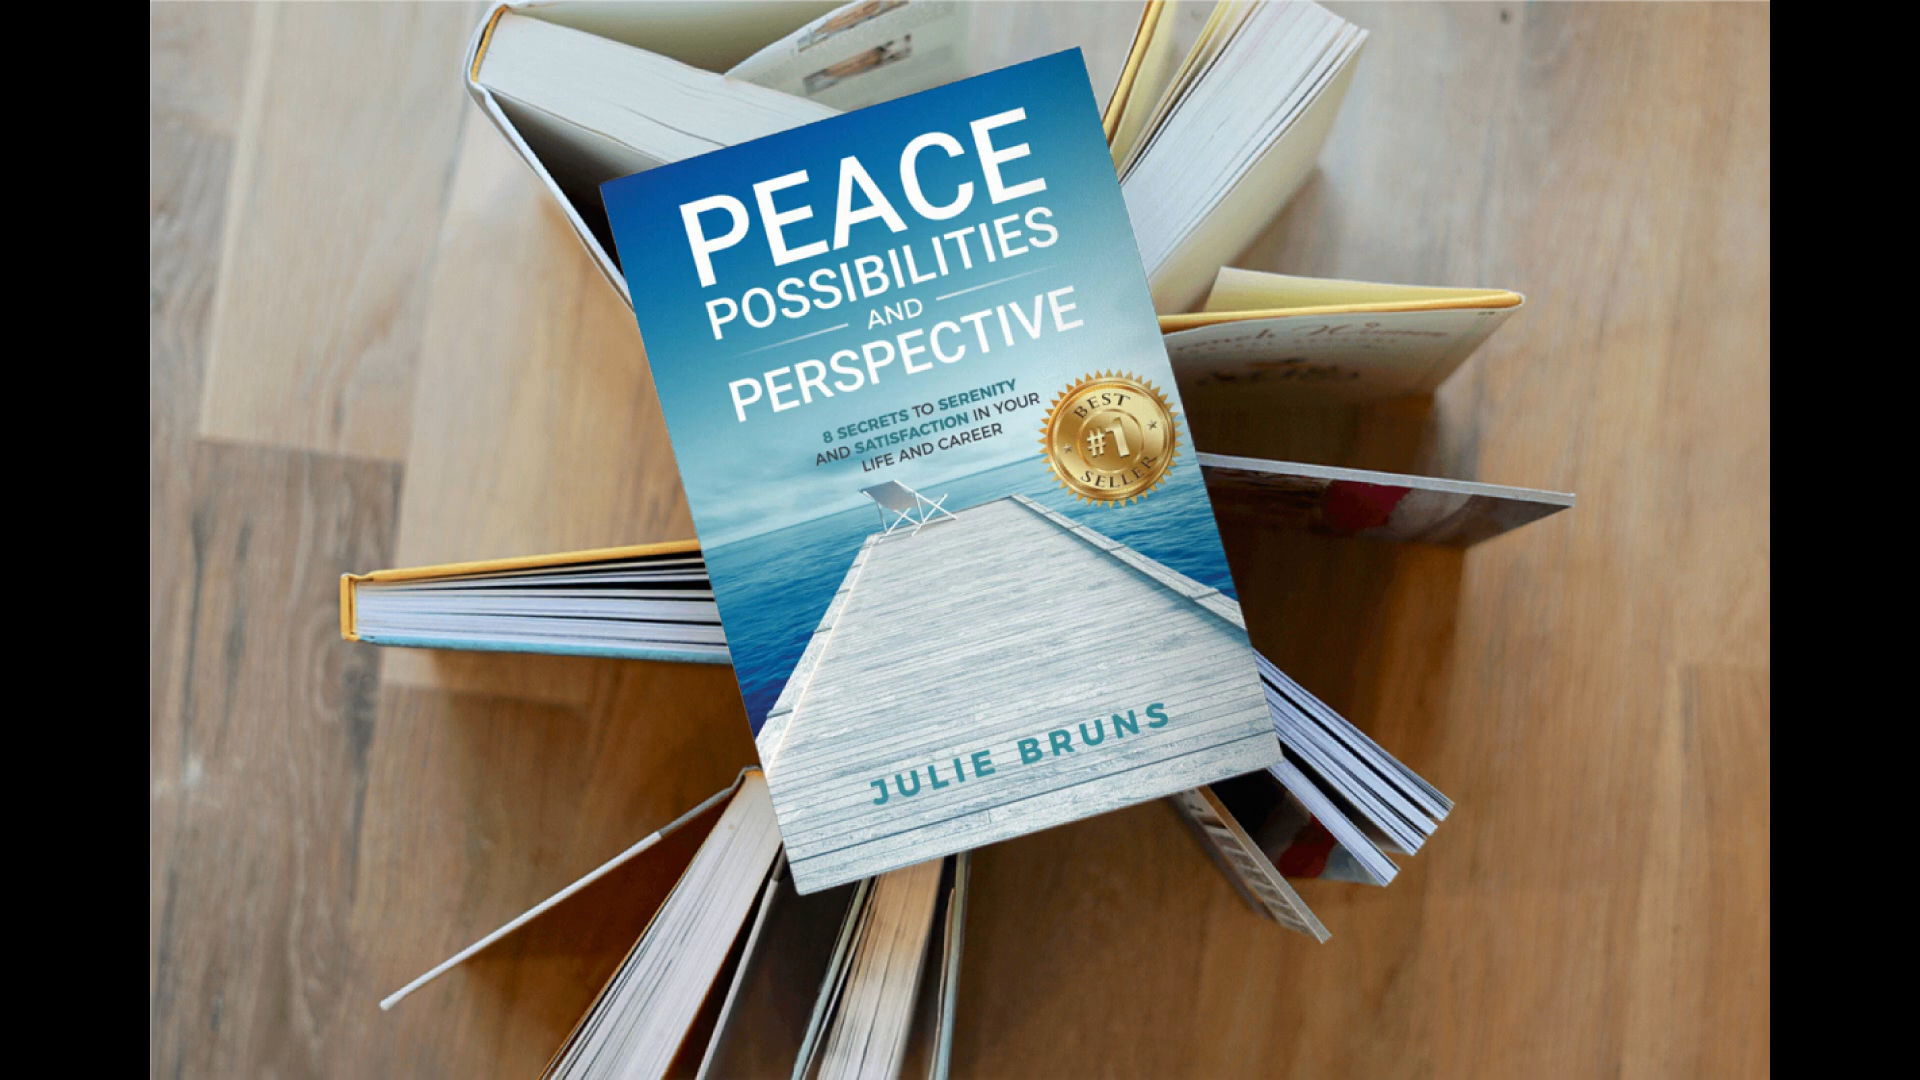 PEACE
POSSIBILITIES
AND
PERSPECTIVE
8 SECRETS TO SERENITY
AND SATISFACTION IN YOUR
LIFE AND CAREER
BEST
#1
SELLER
JULIE BRUNS